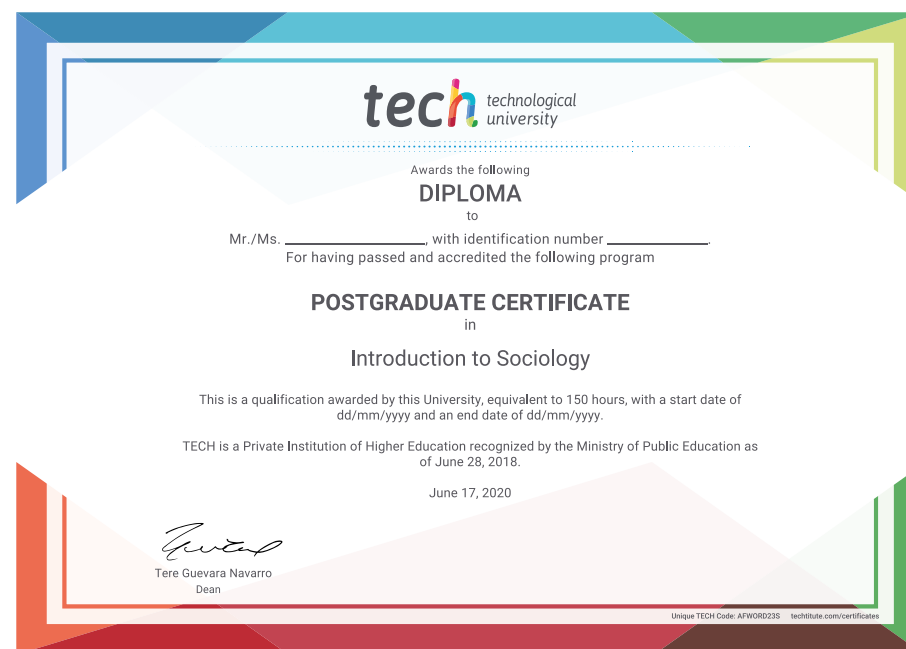 tech technological
university
Awards the following
DIPLOMA
to
Mr./Ms. ____________________, with identification number ______________.
For having passed and accredited the following program
POSTGRADUATE CERTIFICATE
in
Introduction to Sociology
This is a qualification awarded by this University, equivalent to 150 hours, with a start date of
dd/mm/yyyy and an end date of dd/mm/yyyy.
TECH is a Private Institution of Higher Education recognized by the Ministry of Public Education as
of June 28, 2018.
June 17, 2020
Tere Guevara Navarro
Dean
Unique TECH Code: AFWORD23S techtitute.com/certificates